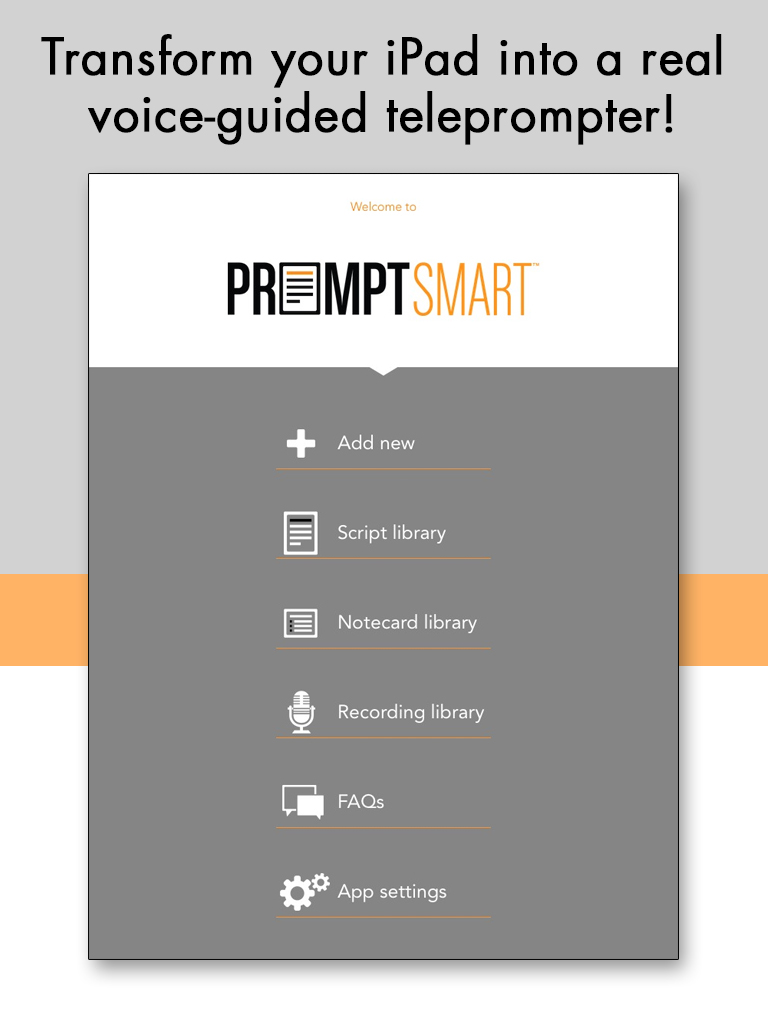 Transform your iPad into a real
voice-guided teleprompter!
Welcome to
PROMPTSMART™
Add new
Script library
Notecard library
Recording library
FAQs
App settings